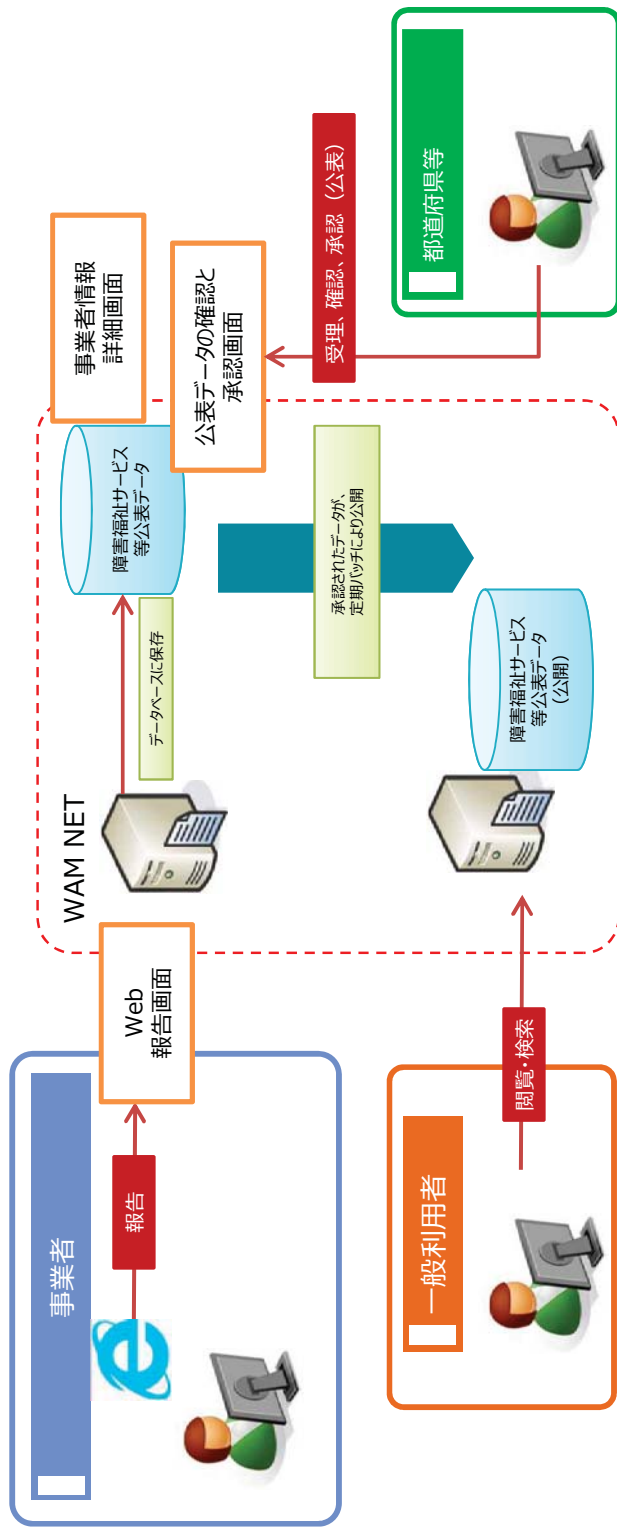 事業者
報告
Web
報告画面
WAM NET
データベースに保存
障害福祉サービス
等公表データ
事業者情報
詳細画面
公表データの確認と
承認画面
承認されたデータが、
定期バッチにより公開
受理、確認、承認（公表）
都道府県等
一般利用者
閲覧・検索
障害福祉サービス
等公表データ
（公開）